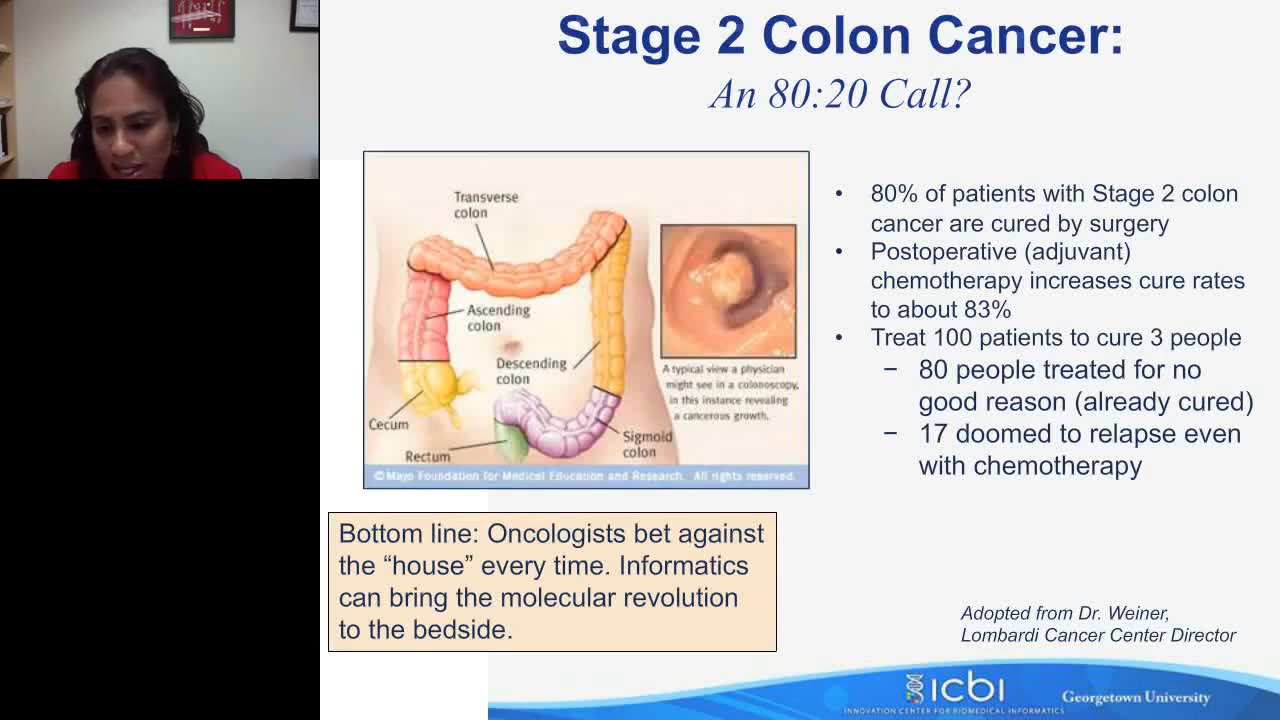 Stage 2 Colon Cancer:
An 80:20 Call?
Transverse
colon
Ascending
colon
Descending
colon
Cecum
Rectum
Sigmoid
colon
A typical view a physician
might see in a colonoscopy,
in this instance revealing
a cancerous growth.
©Mayo Foundation for Medical Education and Research. All rights reserved.
• 80% of patients with Stage 2 colon
cancer are cured by surgery
• Postoperative (adjuvant)
chemotherapy increases cure rates
to about 83%
• Treat 100 patients to cure 3 people
− 80 people treated for no
good reason (already cured)
− 17 doomed to relapse even
with chemotherapy
Bottom line: Oncologists bet against
the “house” every time. Informatics
can bring the molecular revolution
to the bedside.
Adopted from Dr. Weiner,
Lombardi Cancer Center Director
icbi
INNOVATION CENTER FOR BIOMEDICAL INFORMATICS
Georgetown University